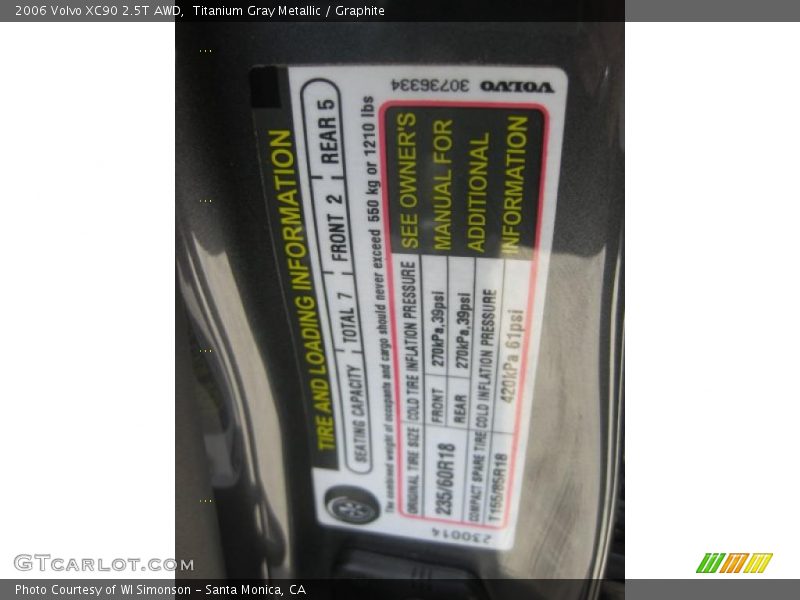 2006 Volvo XC90 2.5T AWD,  Titanium Gray Metallic / Graphite
VOLVO 30736334
TIRE AND LOADING INFORMATION
SEATING CAPACITY TOTAL 7 FRONT 2 REAR 5
The combined weight of occupants and cargo should never exceed 550 kg or 1210 lbs
ORIGINAL TIRE SIZE COLD TIRE INFLATION PRESSURE
235/60R18 FRONT 270kPa,39psi
REAR 270kPa,39psi
COMPACT SPARE TIRE COLD INFLATION PRESSURE
T155/85R18 420kPa 61psi
SEE OWNER'S
MANUAL FOR
ADDITIONAL
INFORMATION
230014
GTCarLot.com
Photo Courtesy of WI Simonson - Santa Monica, CA